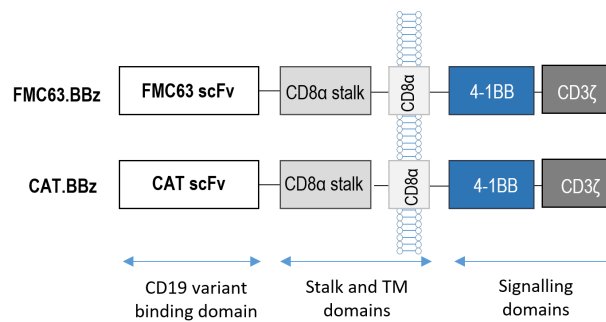 FMC63.BBz FMC63 scFv CD8α stalk CD8α 4-1BB CD3ζ
CAT.BBz CAT scFv CD8α stalk CD8α 4-1BB CD3ζ
CD19 variant Stalk and TM Signalling
binding domain domains domains